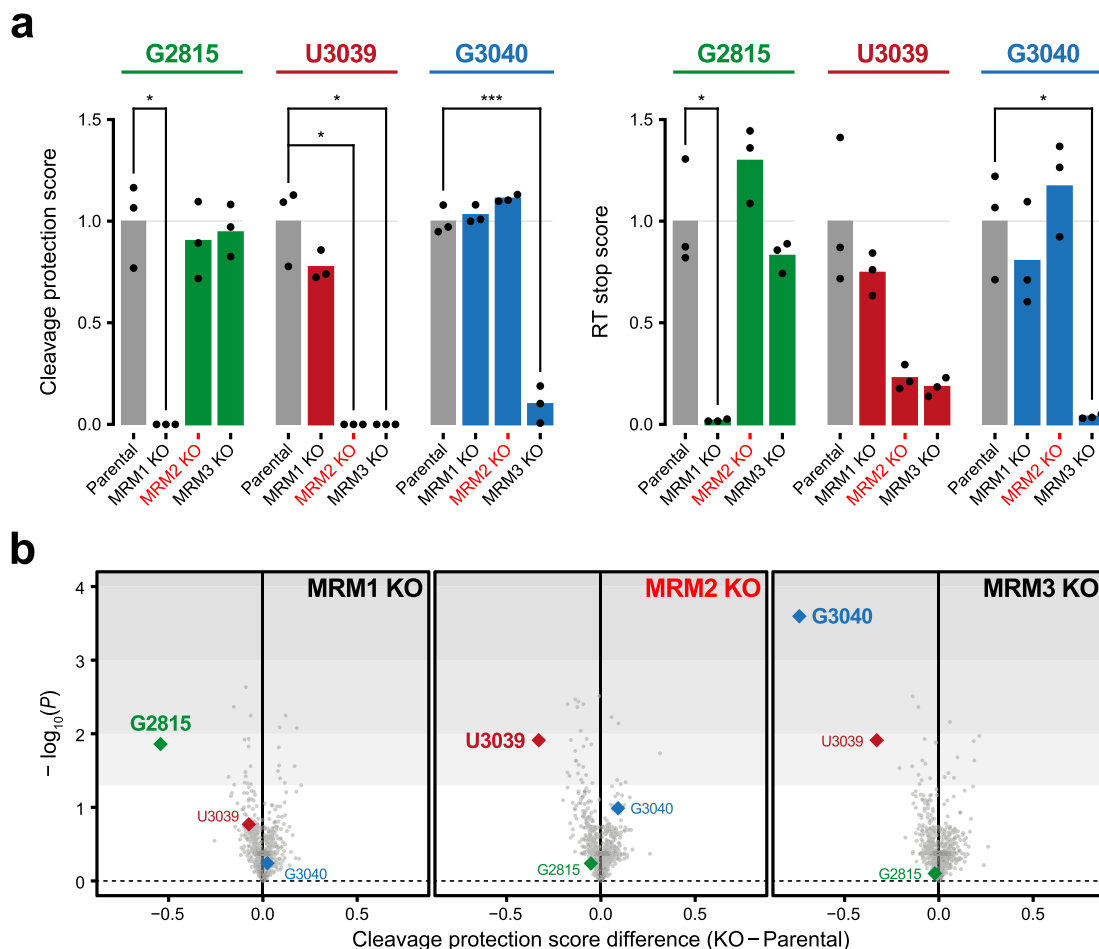 a
G2815 U3039 G3040 G2815 U3039 G3040
* * * *** * *
1.5
1.0
0.5
0.0
Cleavage protection score
Parental MRM1 KO MRM2 KO MRM3 KO
Parental MRM1 KO MRM2 KO MRM3 KO
Parental MRM1 KO MRM2 KO MRM3 KO
1.5
1.0
0.5
0.0
RT stop score
Parental MRM1 KO MRM2 KO MRM3 KO
Parental MRM1 KO MRM2 KO MRM3 KO
Parental MRM1 KO MRM2 KO MRM3 KO
b
MRM1 KO MRM2 KO MRM3 KO
4
3
2
1
0
− log10(P)
G2815
U3039
G3040
U3039
G3040
G2815
G3040
U3039
G2815
−0.5 0.0 0.5 −0.5 0.0 0.5 −0.5 0.0 0.5
Cleavage protection score difference (KO − Parental)